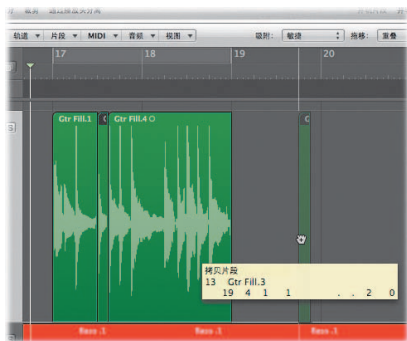 轨道 片段 MIDI 音频 视图 吸附: 敏捷 拖移: 重叠
17 18 19 20
Gtr Fill.1 Gtr Fill.4
拷贝片段
13 Gtr Fill.3
19 4 1 1 . . 2 0
Bass .1 Bass .1 Bass .1